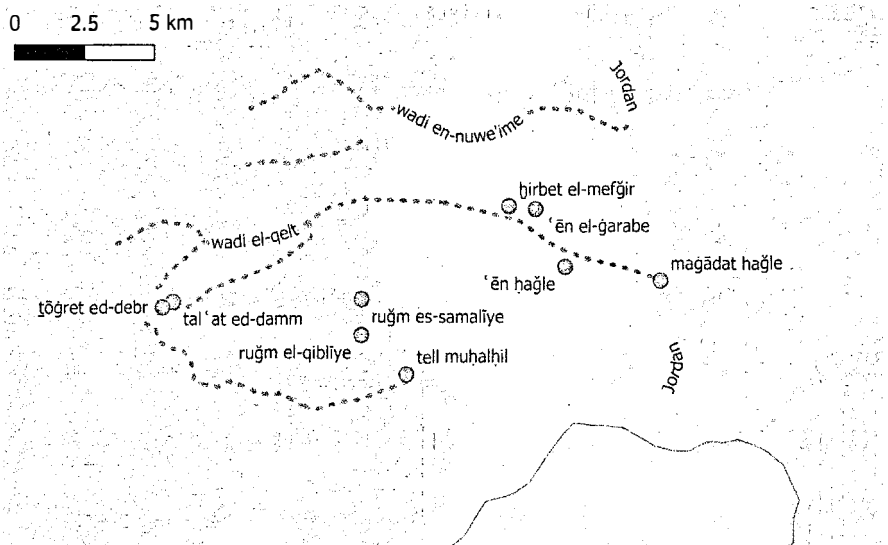 0 2.5 5 km
Jordan
wadi en-nuwe'ime
ḫirbet el-mefǧir
ʿēn el-ġarabe
wadi el-qelt
maġādat ḥaǧle
ʿēn ḥaǧle
ṯōġret ed-debr
talʿat ed-damm
ruǧm es-samalīye
ruǧm el-qiblīye
tell muḥalḥil
Jordan